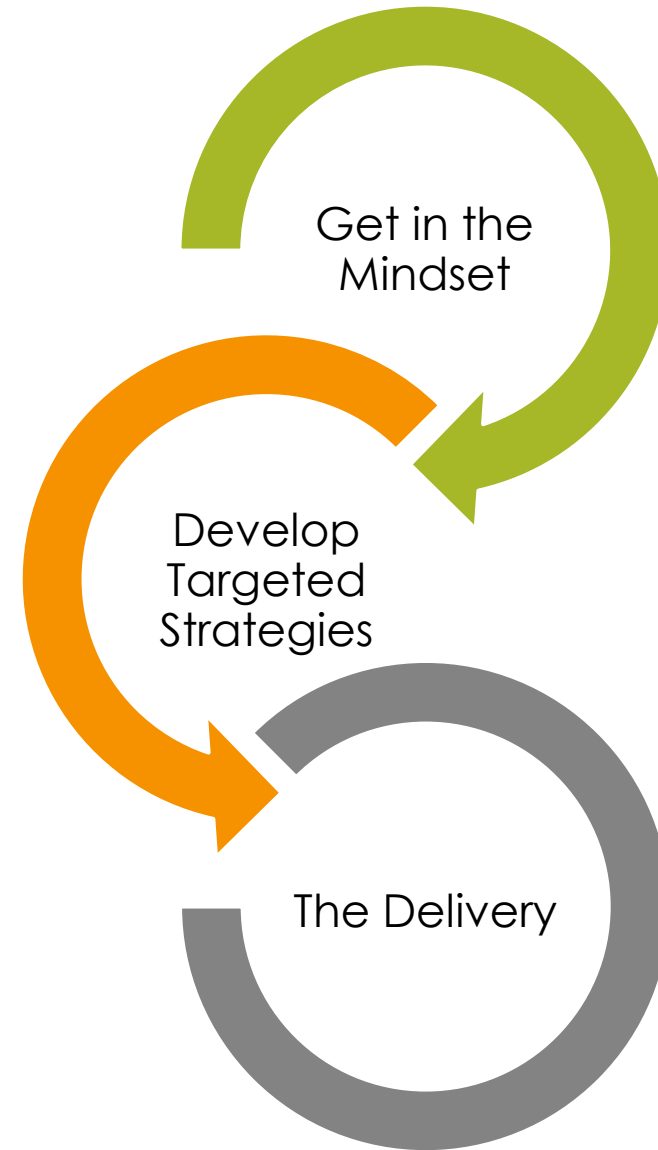 Get in the
Mindset
Develop
Targeted
Strategies
The Delivery